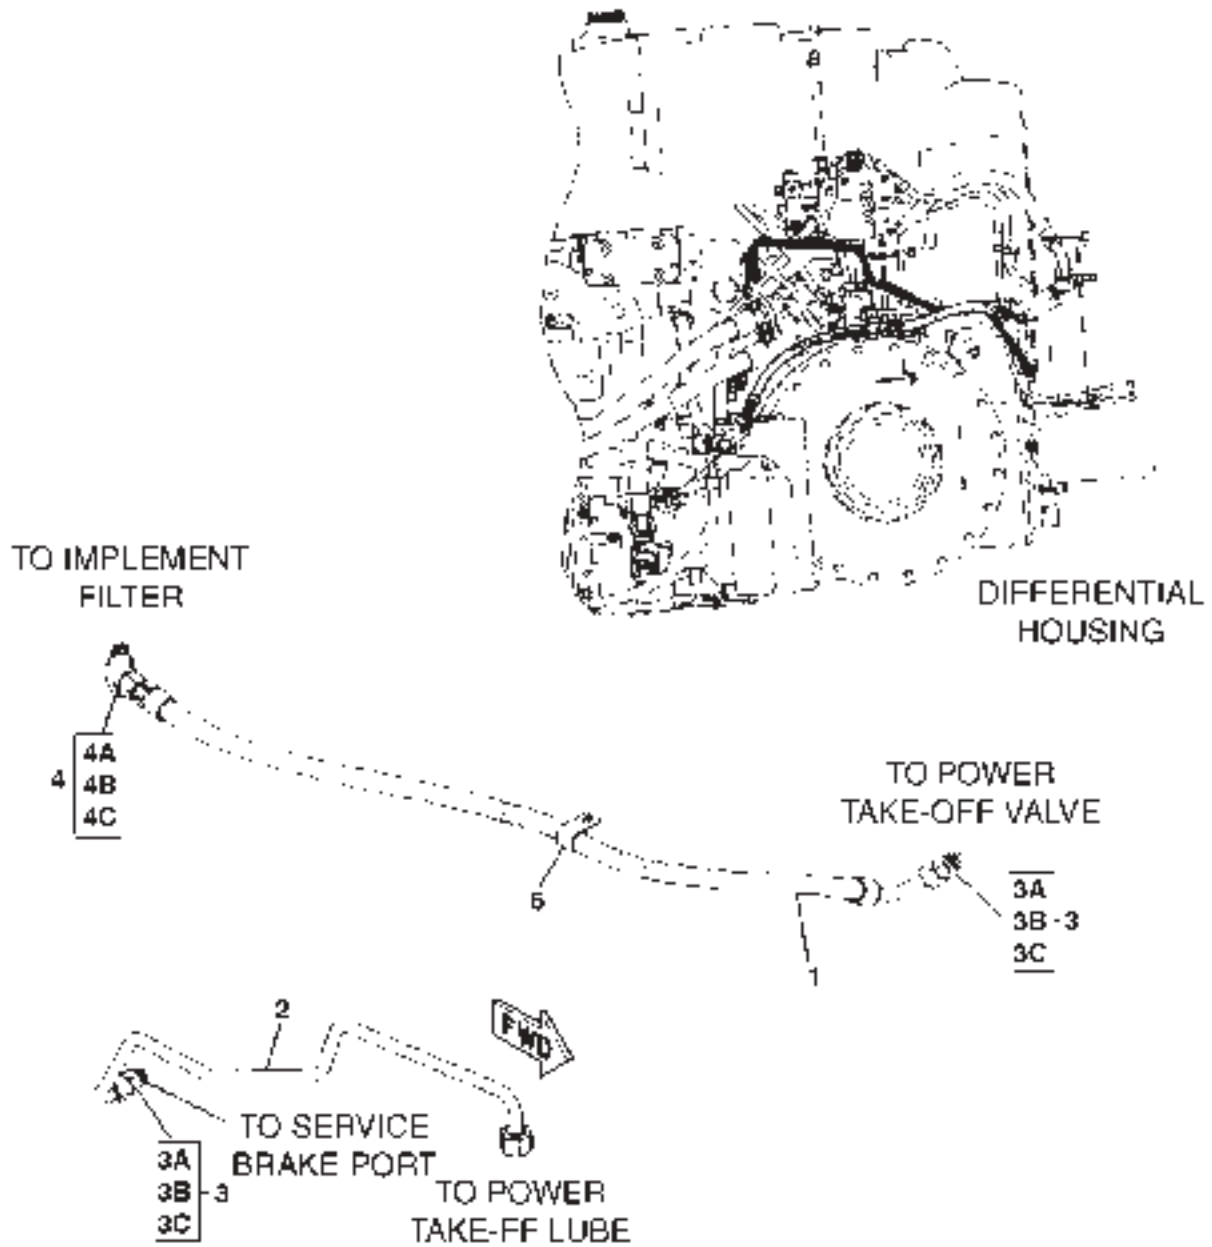 TO IMPLEMENT
FILTER
DIFFERENTIAL
HOUSING
4A
4 4B
4C
TO POWER
TAKE-OFF VALVE
5
3A
3B-3
3C
1
2
FWD
TO SERVICE
BRAKE PORT
3A
3B-3
3C
TO POWER
TAKE-FF LUBE